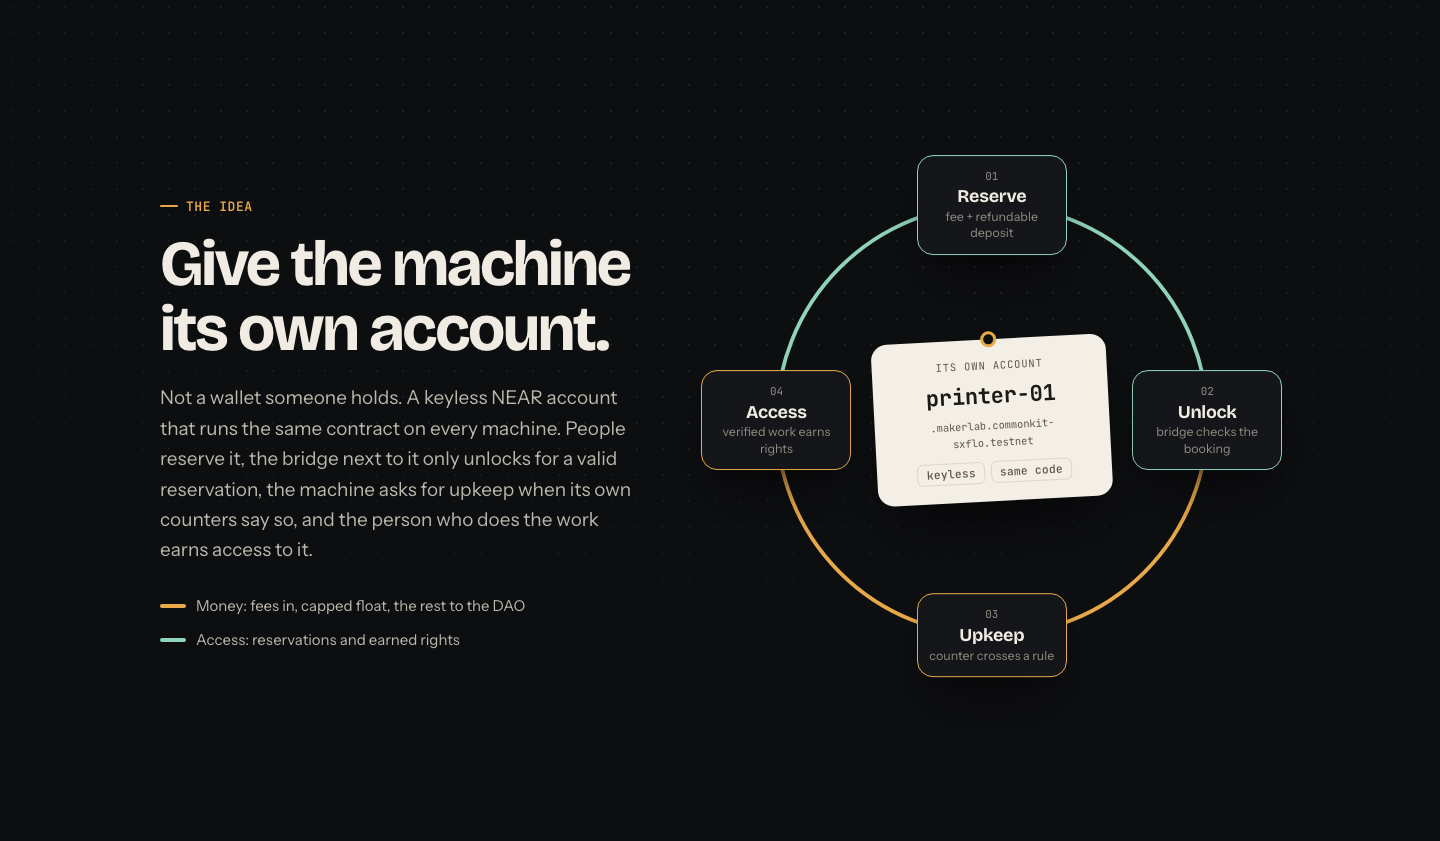 THE IDEA
Give the machine
its own account.
Not a wallet someone holds. A keyless NEAR account
that runs the same contract on every machine. People
reserve it, the bridge next to it only unlocks for a valid
reservation, the machine asks for upkeep when its own
counters say so, and the person who does the work
earns access to it.
Money: fees in, capped float, the rest to the DAO
Access: reservations and earned rights
01
Reserve
fee + refundable
deposit
ITS OWN ACCOUNT
printer-01
.makerlab.commonkit-
sxflo.testnet
keyless
same code
04
Access
verified work earns
rights
02
Unlock
bridge checks the
booking
03
Upkeep
counter crosses a rule